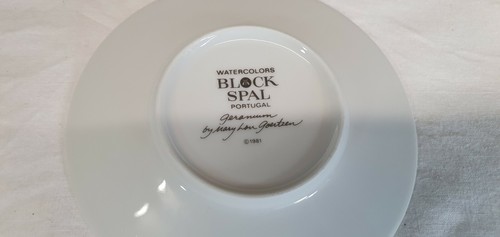 WATERCOLORS
BLOCK
SPAL
PORTUGAL
Geranium
by Mary Lou Goertzen
©1981